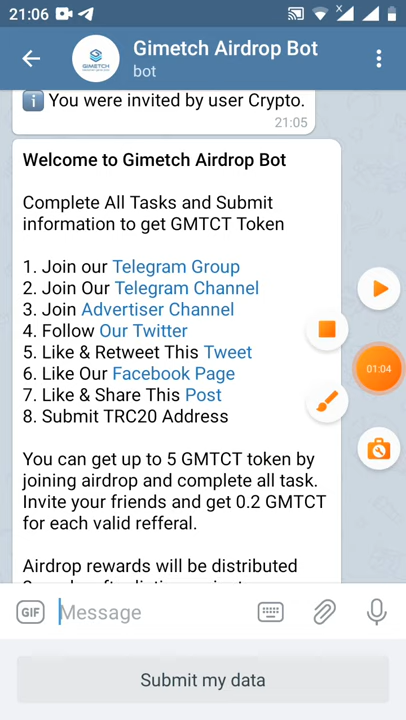 21:06
Gimetch Airdrop Bot
bot
GIMETCH
You were invited by user Crypto.
21:05
Welcome to Gimetch Airdrop Bot
Complete All Tasks and Submit
information to get GMTCT Token
1. Join our Telegram Group
2. Join Our Telegram Channel
3. Join Advertiser Channel
4. Follow Our Twitter
5. Like & Retweet This Tweet
6. Like Our Facebook Page
7. Like & Share This Post
8. Submit TRC20 Address
01:04
You can get up to 5 GMTCT token by
joining airdrop and complete all task.
Invite your friends and get 0.2 GMTCT
for each valid refferal.
Airdrop rewards will be distributed
GIF
Message
Submit my data